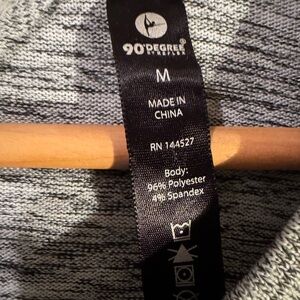 90°DEGREE
BY REFLEX
M
MADE IN
CHINA
RN 144527
Body:
96% Polyester
4% Spandex